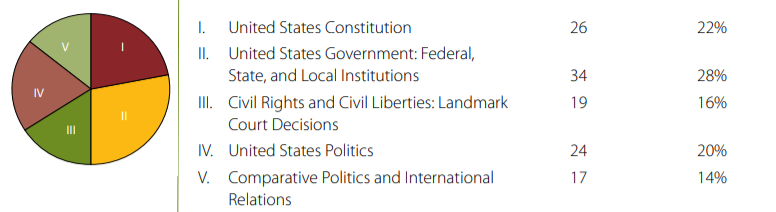 I
II
III
IV
V
I. United States Constitution 26 22%
II. United States Government: Federal,
State, and Local Institutions 34 28%
III. Civil Rights and Civil Liberties: Landmark 19 16%
Court Decisions
IV. United States Politics 24 20%
V. Comparative Politics and International 17 14%
Relations